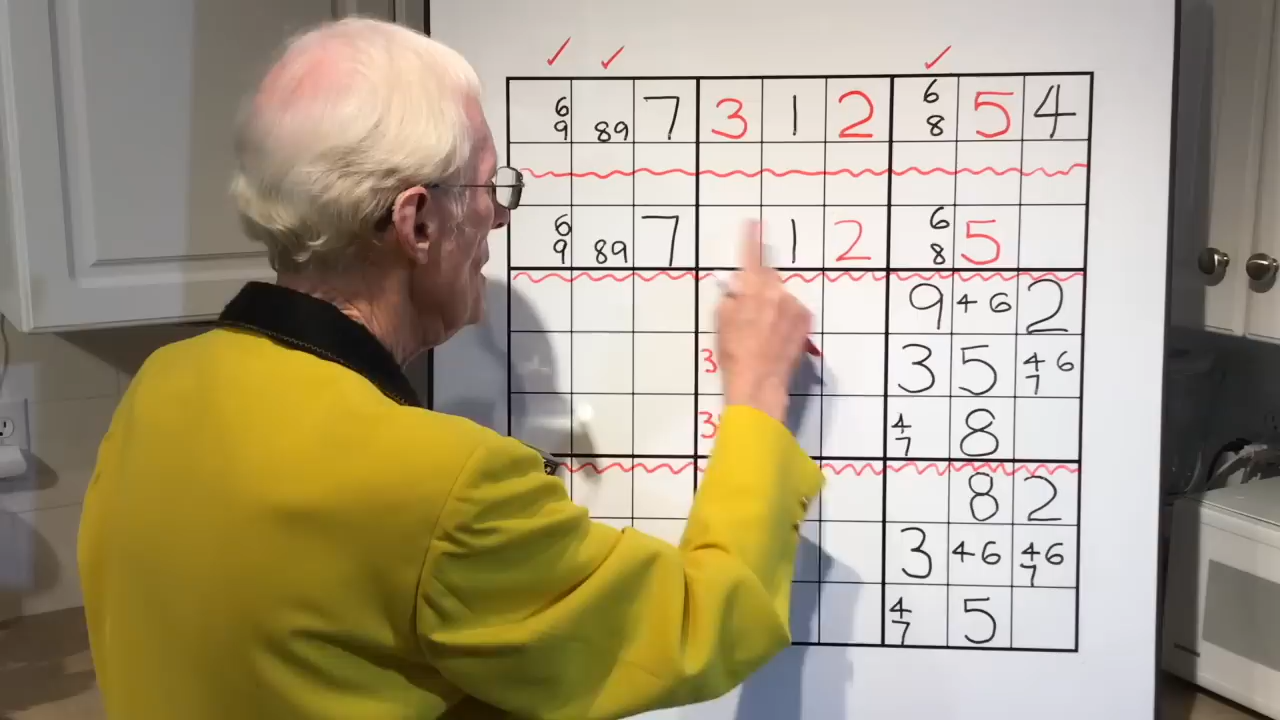 ✓ ✓ ✓
6 9 89 7 3 1 2 6 8 5 4
6 9 89 7 1 2 6 8 5
9 4 6 2
3 3 5 4 6 7
3 4 7 8
8 2
3 4 6 4 6 7
4 7 5